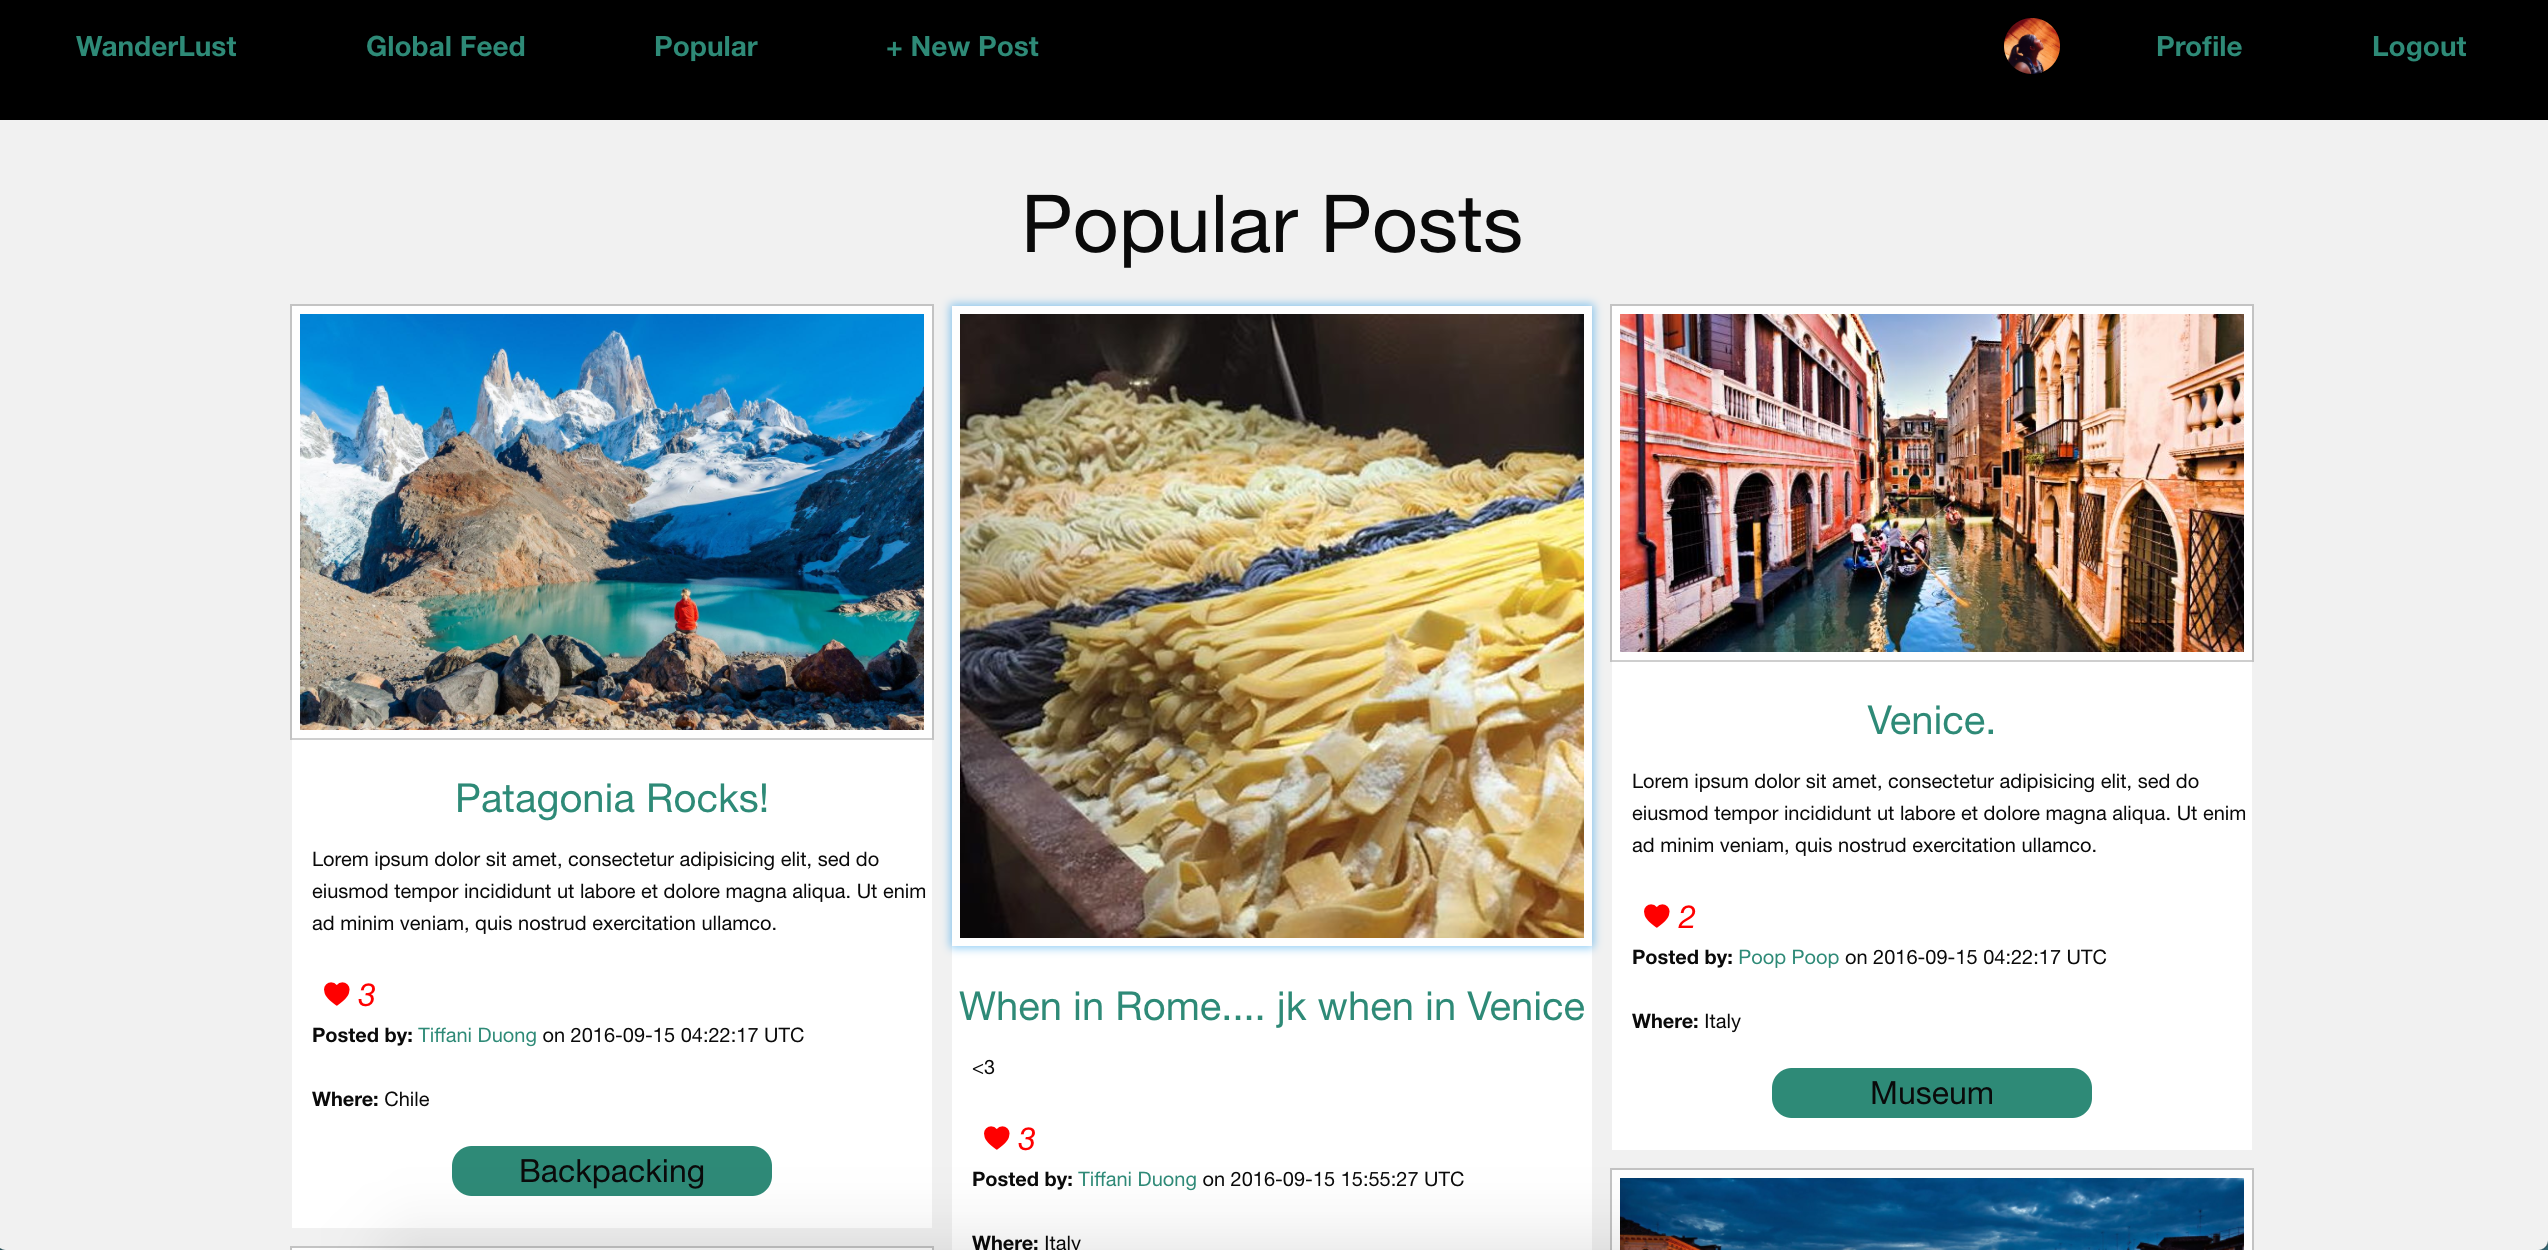 WanderLust Global Feed Popular + New Post Profile Logout
Popular Posts
Patagonia Rocks!
Lorem ipsum dolor sit amet, consectetur adipisicing elit, sed do
eiusmod tempor incididunt ut labore et dolore magna aliqua. Ut enim
ad minim veniam, quis nostrud exercitation ullamco.
3
Posted by: Tiffani Duong on 2016-09-15 04:22:17 UTC
Where: Chile
Backpacking
When in Rome.... jk when in Venice
<3
3
Posted by: Tiffani Duong on 2016-09-15 15:55:27 UTC
Where: Italy
Venice.
Lorem ipsum dolor sit amet, consectetur adipisicing elit, sed do
eiusmod tempor incididunt ut labore et dolore magna aliqua. Ut enim
ad minim veniam, quis nostrud exercitation ullamco.
2
Posted by: Poop Poop on 2016-09-15 04:22:17 UTC
Where: Italy
Museum